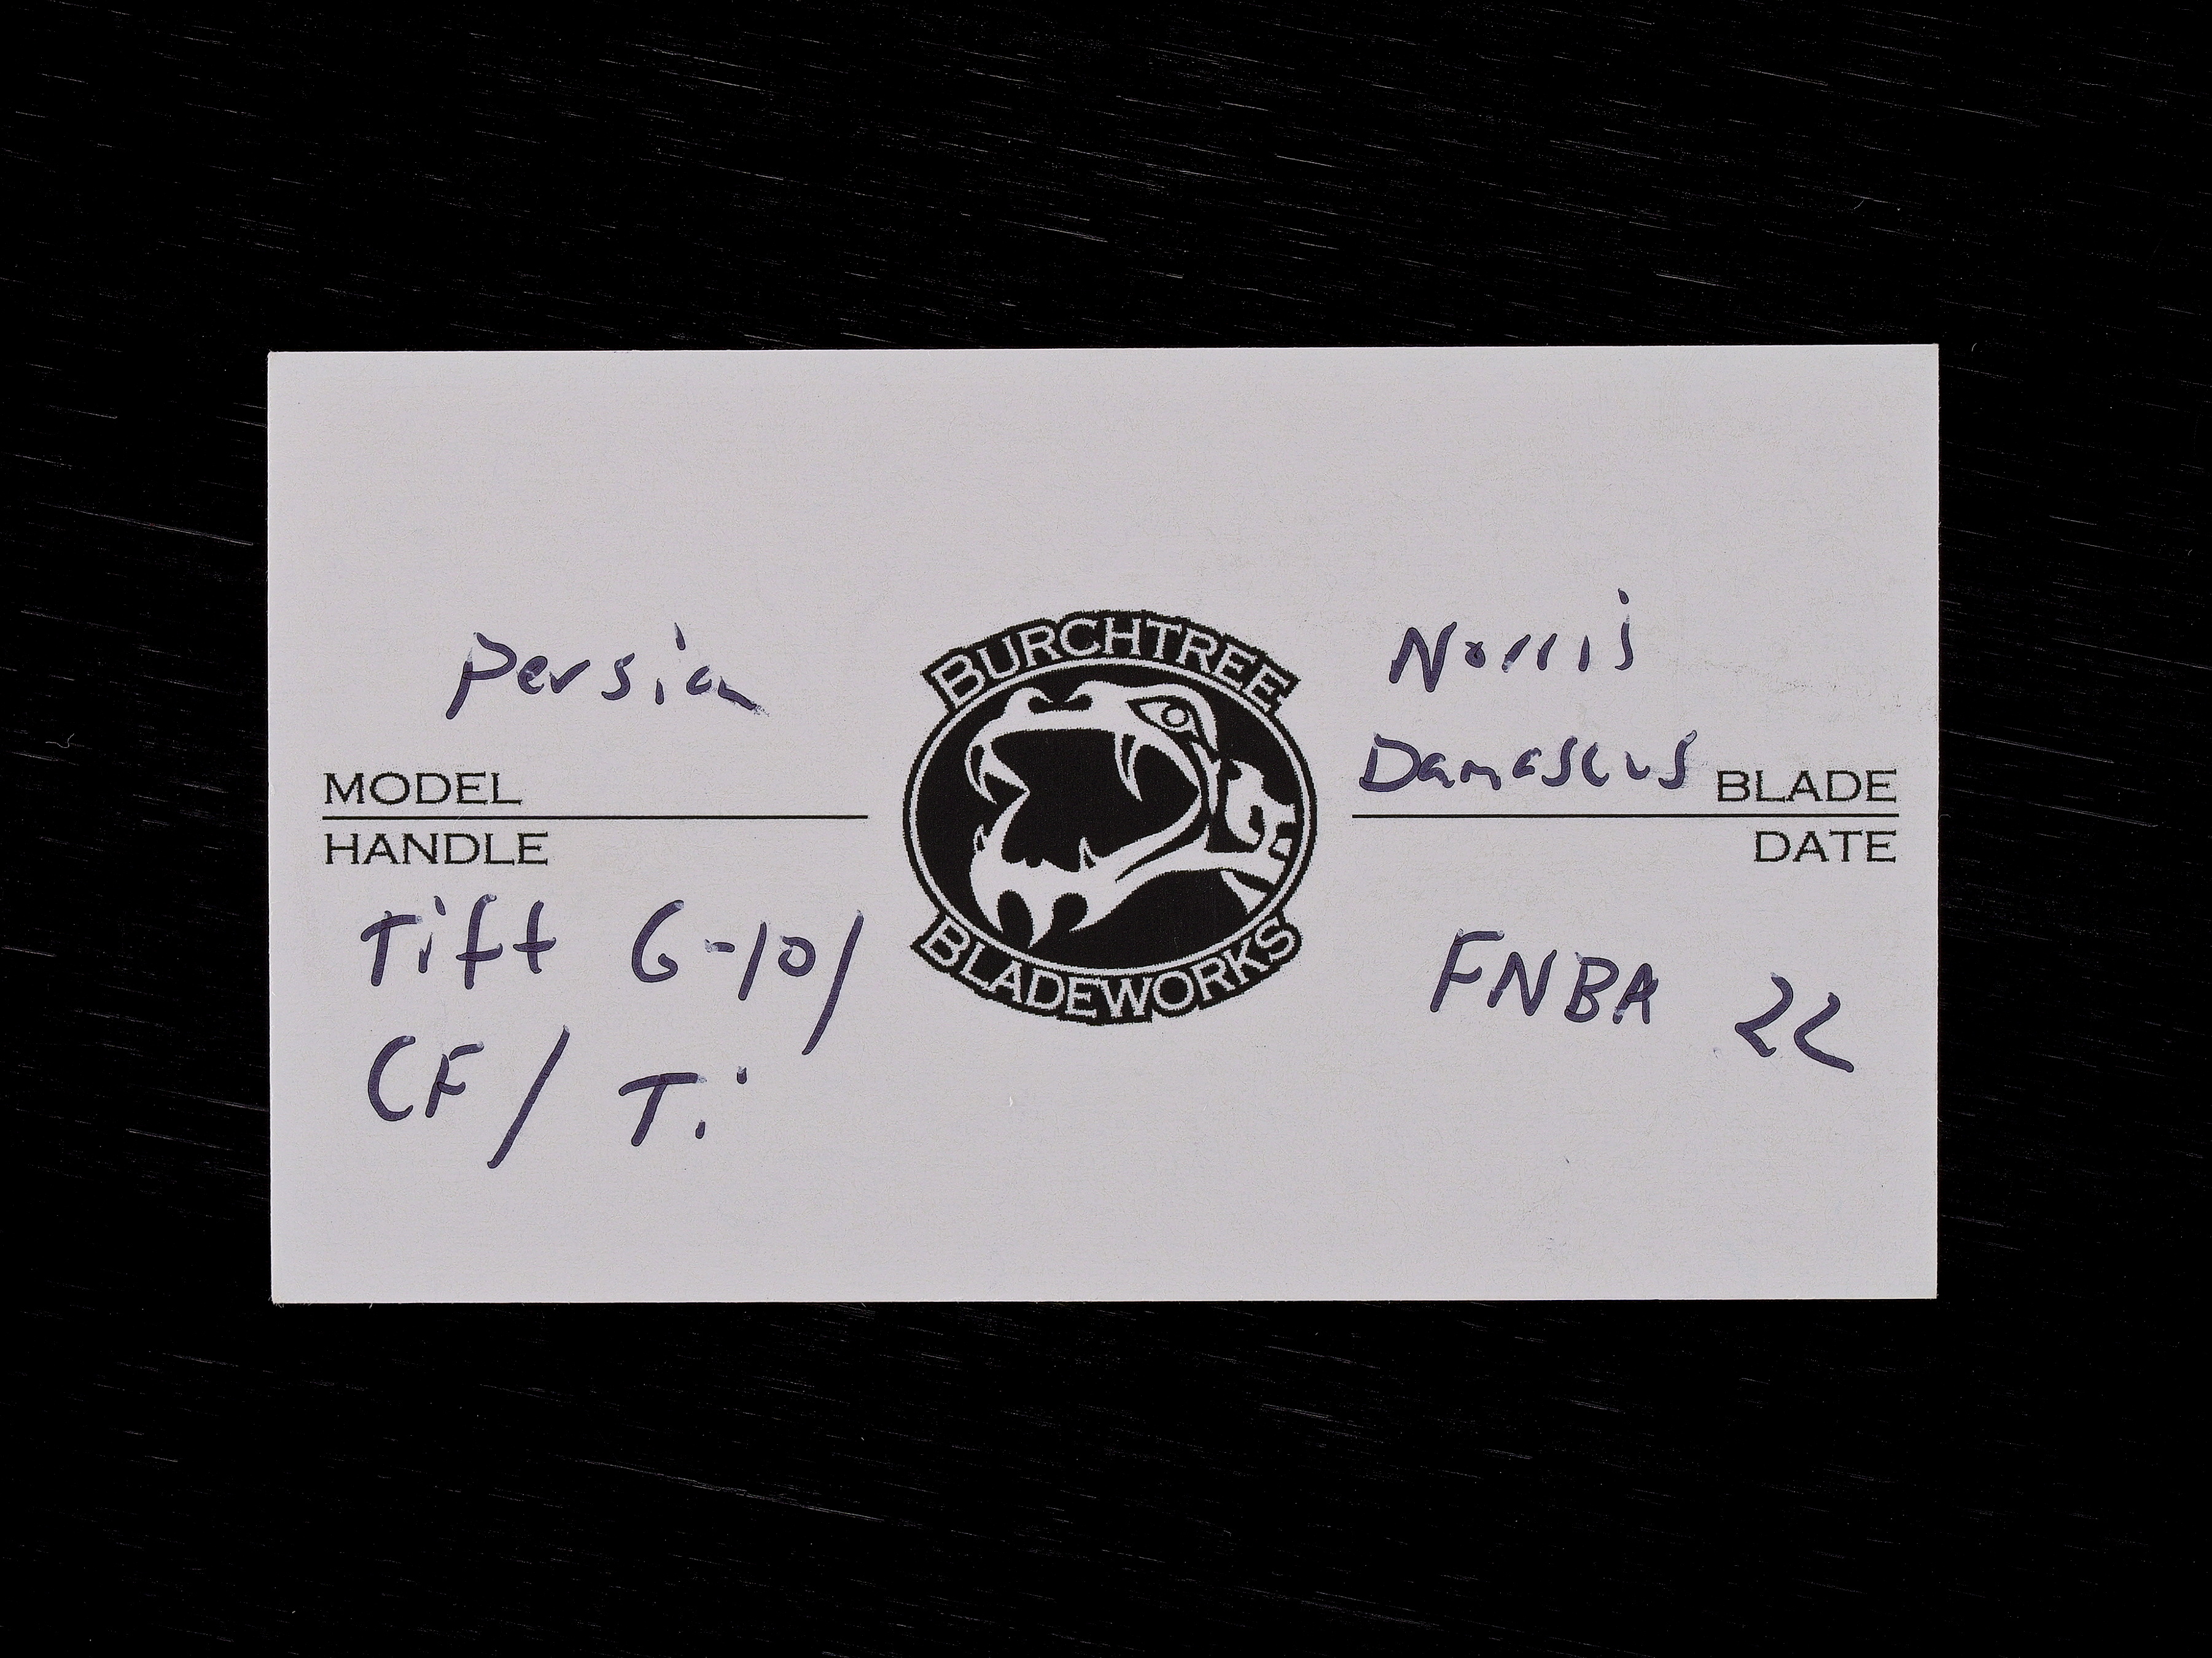 Persian
MODEL
HANDLE
Tift G-10/
CF/ Ti
BURCHTREE
BLADEWORKS
Norris
Damascus BLADE
DATE
FNBA 22